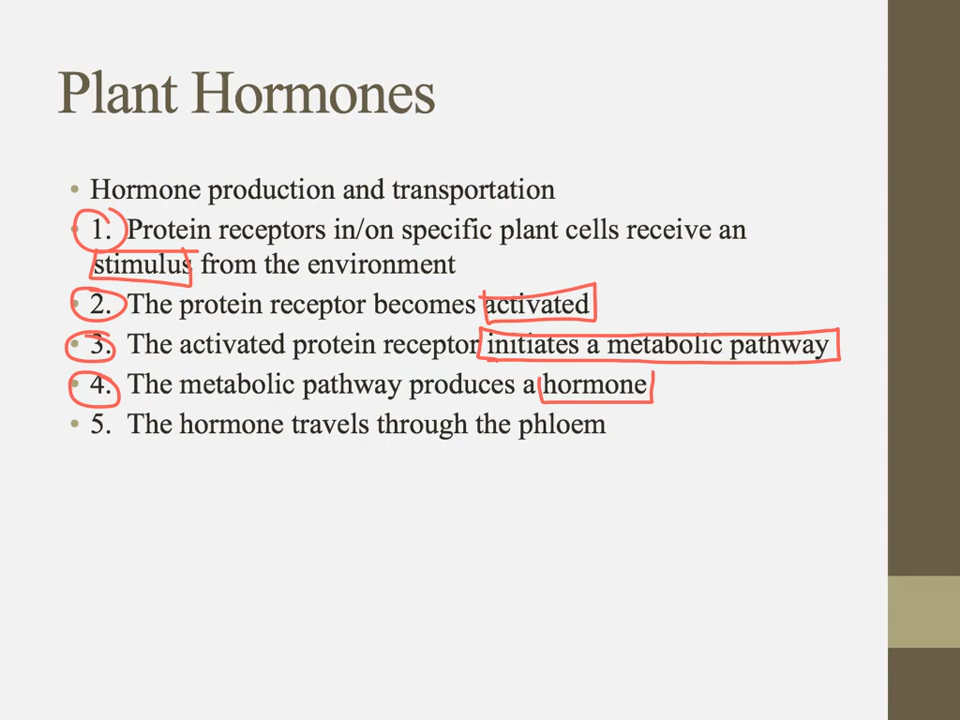 Plant Hormones
• Hormone production and transportation
• 1. Protein receptors in/on specific plant cells receive an
stimulus from the environment
• 2. The protein receptor becomes activated
• 3. The activated protein receptor initiates a metabolic pathway
• 4. The metabolic pathway produces a hormone
• 5. The hormone travels through the phloem